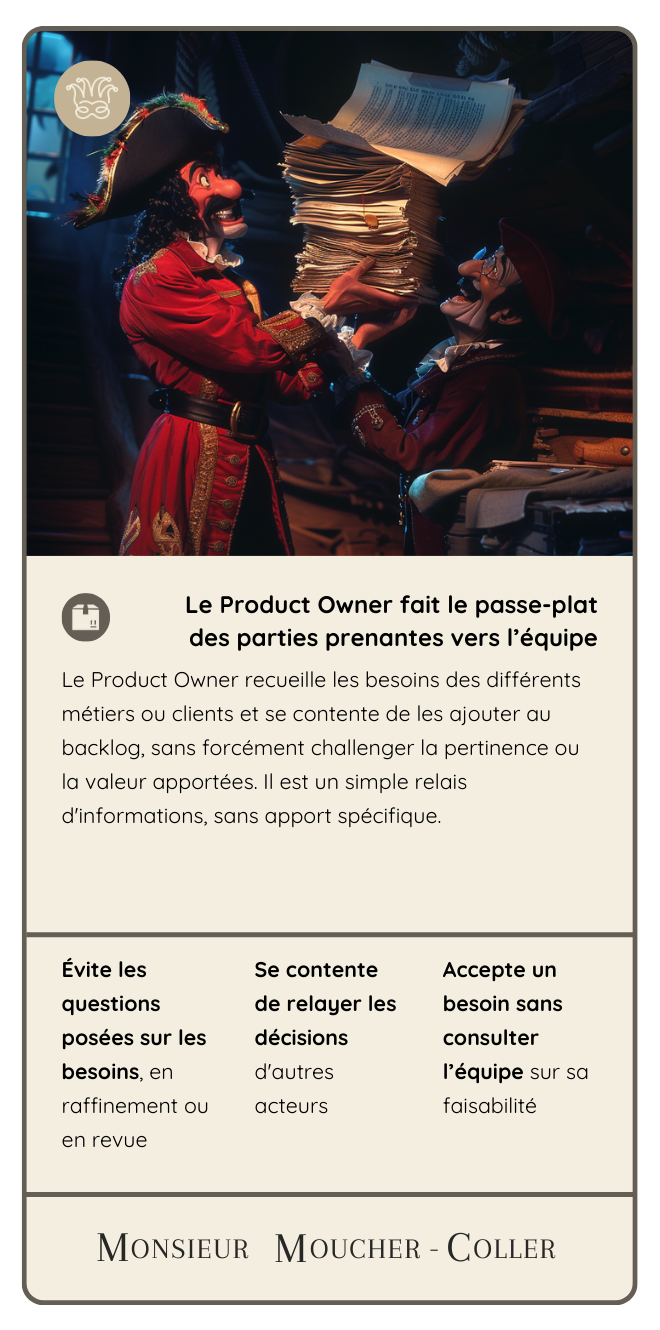 Le Product Owner fait le passe-plat
des parties prenantes vers l’équipe
Le Product Owner recueille les besoins des différents
métiers ou clients et se contente de les ajouter au
backlog, sans forcément challenger la pertinence ou
la valeur apportées. Il est un simple relais
d'informations, sans apport spécifique.
Évite les
questions
posées sur les
besoins, en
raffinement ou
en revue
Se contente
de relayer les
décisions
d'autres
acteurs
Accepte un
besoin sans
consulter
l’équipe sur sa
faisabilité
Monsieur Moucher - Coller